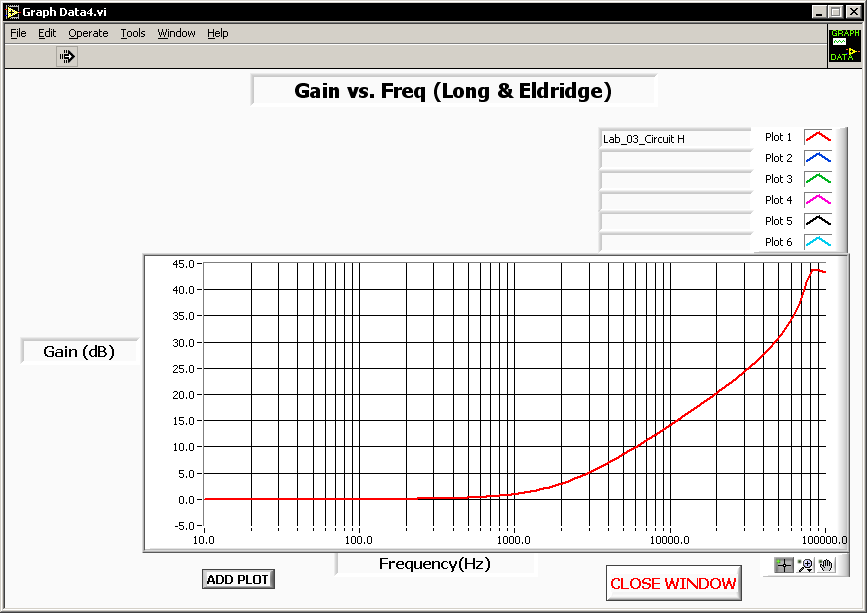 Graph Data4.vi
File Edit Operate Tools Window Help
GRAPH
DATA
Gain vs. Freq (Long & Eldridge)
Lab_03_Circuit H Plot 1
Plot 2
Plot 3
Plot 4
Plot 5
Plot 6
45.0
40.0
35.0
30.0
25.0
20.0
15.0
10.0
5.0
0.0
-5.0
Gain (dB)
10.0 100.0 1000.0 10000.0 100000.0
Frequency(Hz)
ADD PLOT
CLOSE WINDOW